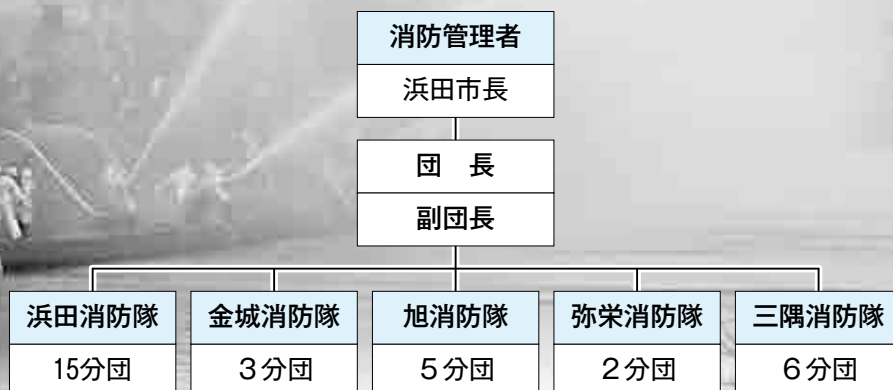 消防管理者
浜田市長
団　長
副団長
浜田消防隊　金城消防隊　旭消防隊　弥栄消防隊　三隅消防隊
15分団　３分団　５分団　２分団　６分団